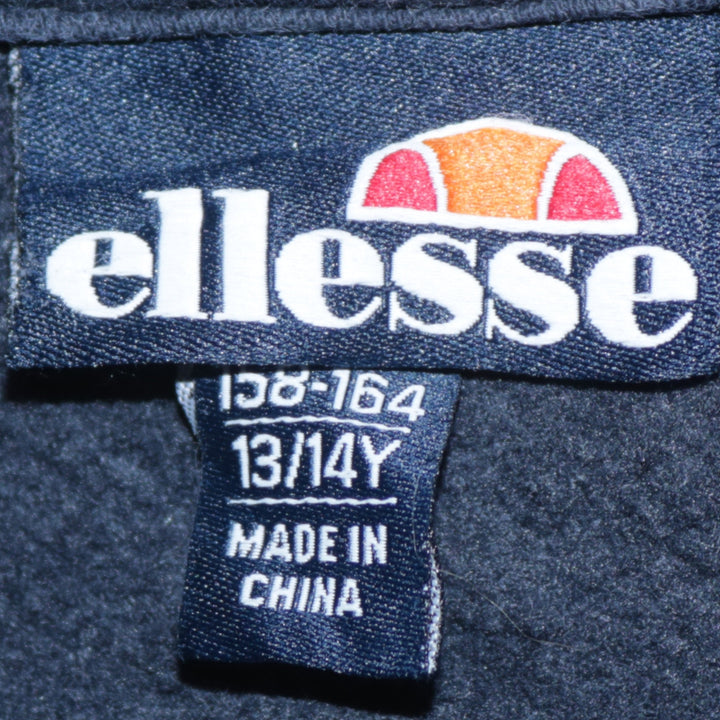 ellesse
158-164
13/14Y
MADE IN
CHINA